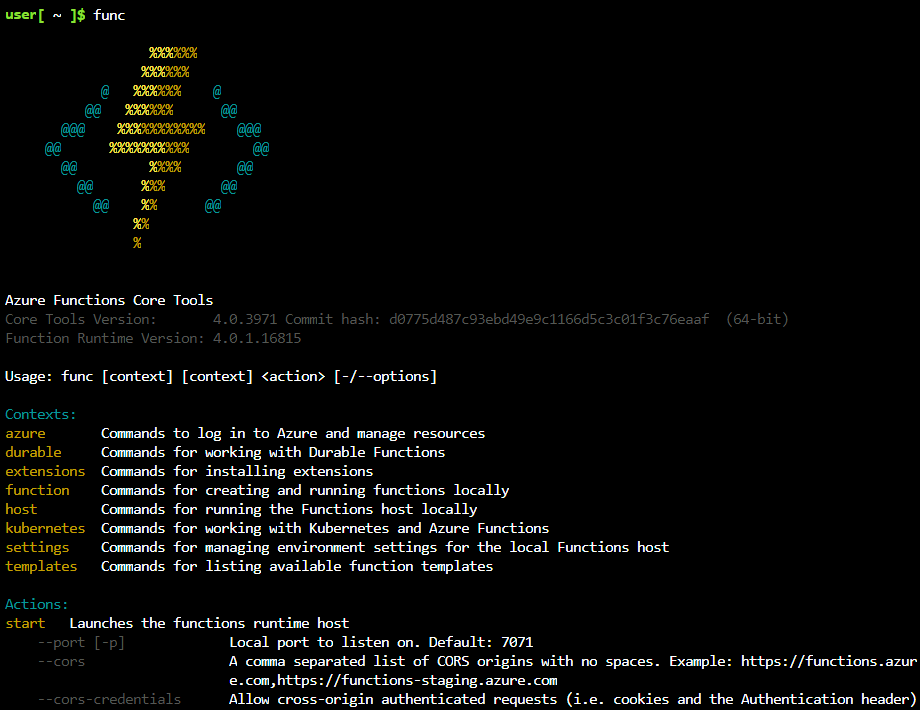 user[ ~ ]$ func
                  %%%%%%
                 %%%%%%
            @   %%%%%%    @
          @@   %%%%%%      @@
       @@@    %%%%%%%%%%%    @@@
     @@      %%%%%%%%%%        @@
       @@         %%%%       @@
         @@      %%%       @@
           @@    %%      @@
                %%
                %
Azure Functions Core Tools
Core Tools Version:       4.0.3971 Commit hash: d0775d487c93ebd49e9c1166d5c3c01f3c76eaaf  (64-bit)
Function Runtime Version: 4.0.1.16815
Usage: func [context] [context] <action> [-/--options]
Contexts:
azure       Commands to log in to Azure and manage resources
durable     Commands for working with Durable Functions
extensions  Commands for installing extensions
function    Commands for creating and running functions locally
host        Commands for running the Functions host locally
kubernetes  Commands for working with Kubernetes and Azure Functions
settings    Commands for managing environment settings for the local Functions host
templates   Commands for listing available function templates
Actions:
start   Launches the functions runtime host
    --port [-p]             Local port to listen on. Default: 7071
    --cors                  A comma separated list of CORS origins with no spaces. Example: https://functions.azur
                            e.com,https://functions-staging.azure.com
    --cors-credentials      Allow cross-origin authenticated requests (i.e. cookies and the Authentication header)